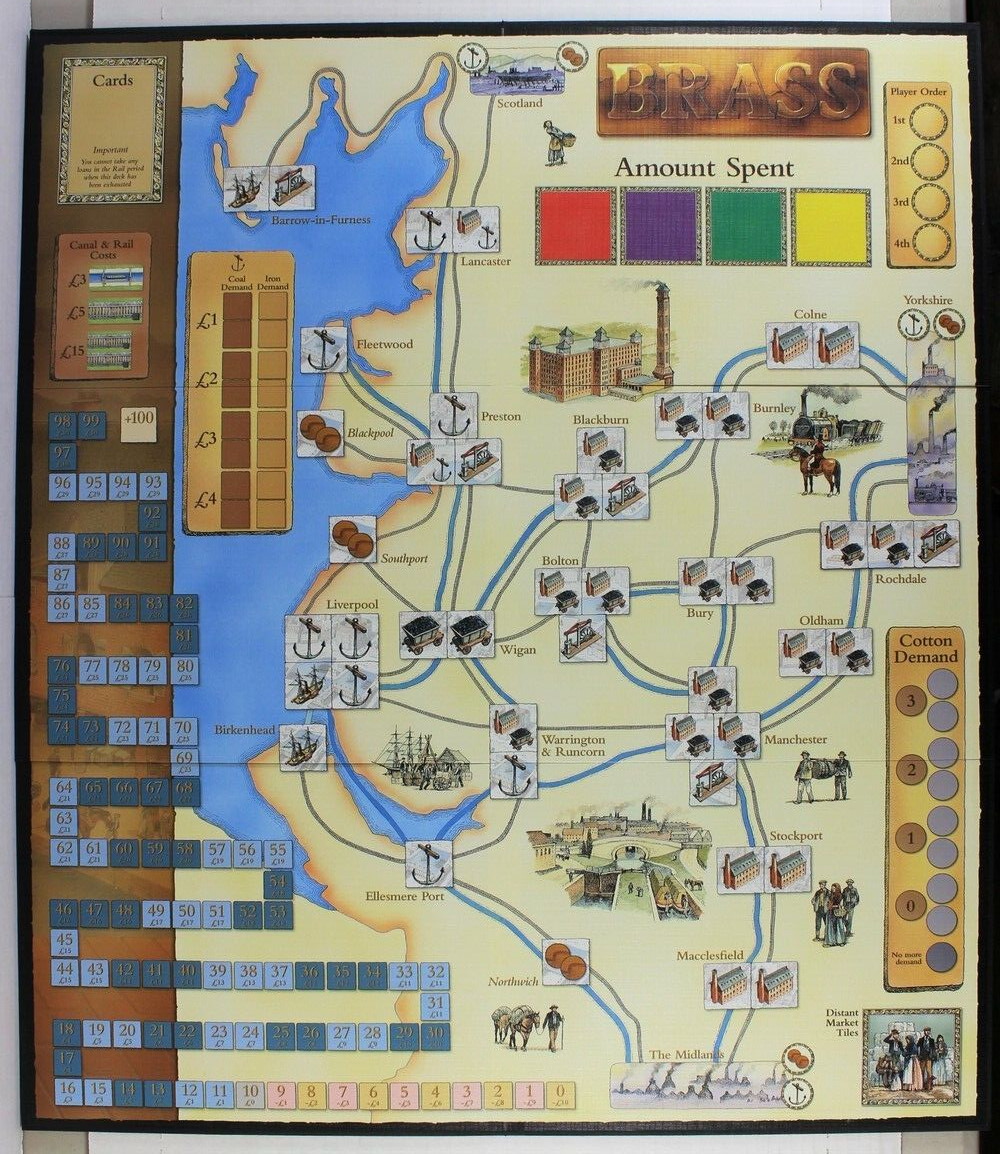 Cards
Important
You cannot take any
loans in the Rail period
when this deck has
been exhausted
Scotland
BRASS
Player Order
1st
2nd
3rd
4th
Amount Spent
Canal & Rail
Costs
£3
£5
£15
Barrow-in-Furness
Lancaster
Coal
Demand
Iron
Demand
£1
£2
£3
£4
Fleetwood
Colne
Yorkshire
Preston
Blackpool
Blackburn
Burnley
Southport
Bolton
Rochdale
Liverpool
Wigan
Bury
Oldham
Birkenhead
Warrington
& Runcorn
Manchester
Cotton
Demand
3
2
1
0
No more
demand
Stockport
Ellesmere Port
Macclesfield
Northwich
The Midlands
Distant
Market
Tiles
98 99 +100
97
96 95 94 93
92
88 89 90 91
87
86 85 84 83 82
81
76 77 78 79 80
75
74 73 72 71 70
69
64 65 66 67 68
63
62 61 60 59 58 57 56 55
54
46 47 48 49 50 51 52 53
45
44 43 42 41 40 39 38 37 36 35 34 33 32
31
18 19 20 21 22 23 24 25 26 27 28 29 30
17
16 15 14 13 12 11 10 9 8 7 6 5 4 3 2 1 0